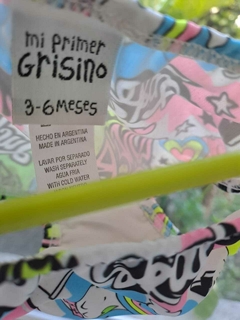 mi primer
Grisino
3-6 MESES
HECHO EN ARGENTINA
MADE IN ARGENTINA
LAVAR POR SEPARADO
WASH SEPARATELY
AGUA FRIA
WITH COLD WATER